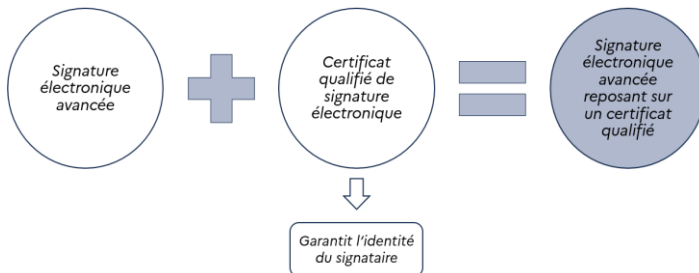 Signature
électronique
avancée
Certificat
qualifié de
signature
électronique
Signature
électronique
avancée
reposant sur
un certificat
qualifié
Garantit l'identité
du signataire